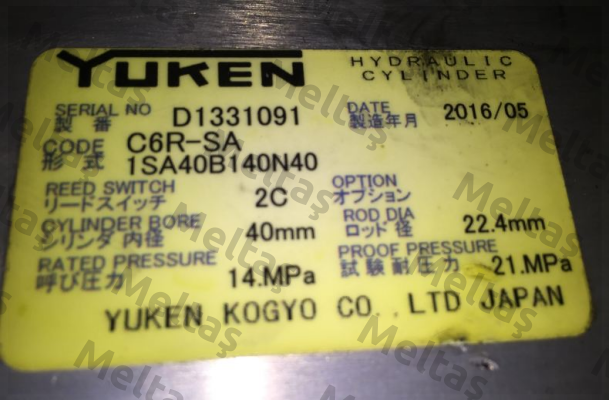 YUKEN HYDRAULIC CYLINDER
SERIAL NO D1331091 DATE 2016/05
製番 製造年月
CODE C6R-SA
形式 1SA40B140N40
REED SWITCH 2C OPTION
リードスイッチ オプション
CYLINDER BORE 40mm ROD DIA 22.4mm
シリンダ内径 ロッド径
RATED PRESSURE 14.MPa PROOF PRESSURE 21.MPa
呼び圧力 試験耐圧力
YUKEN KOGYO CO.,LTD JAPAN
Meltaş